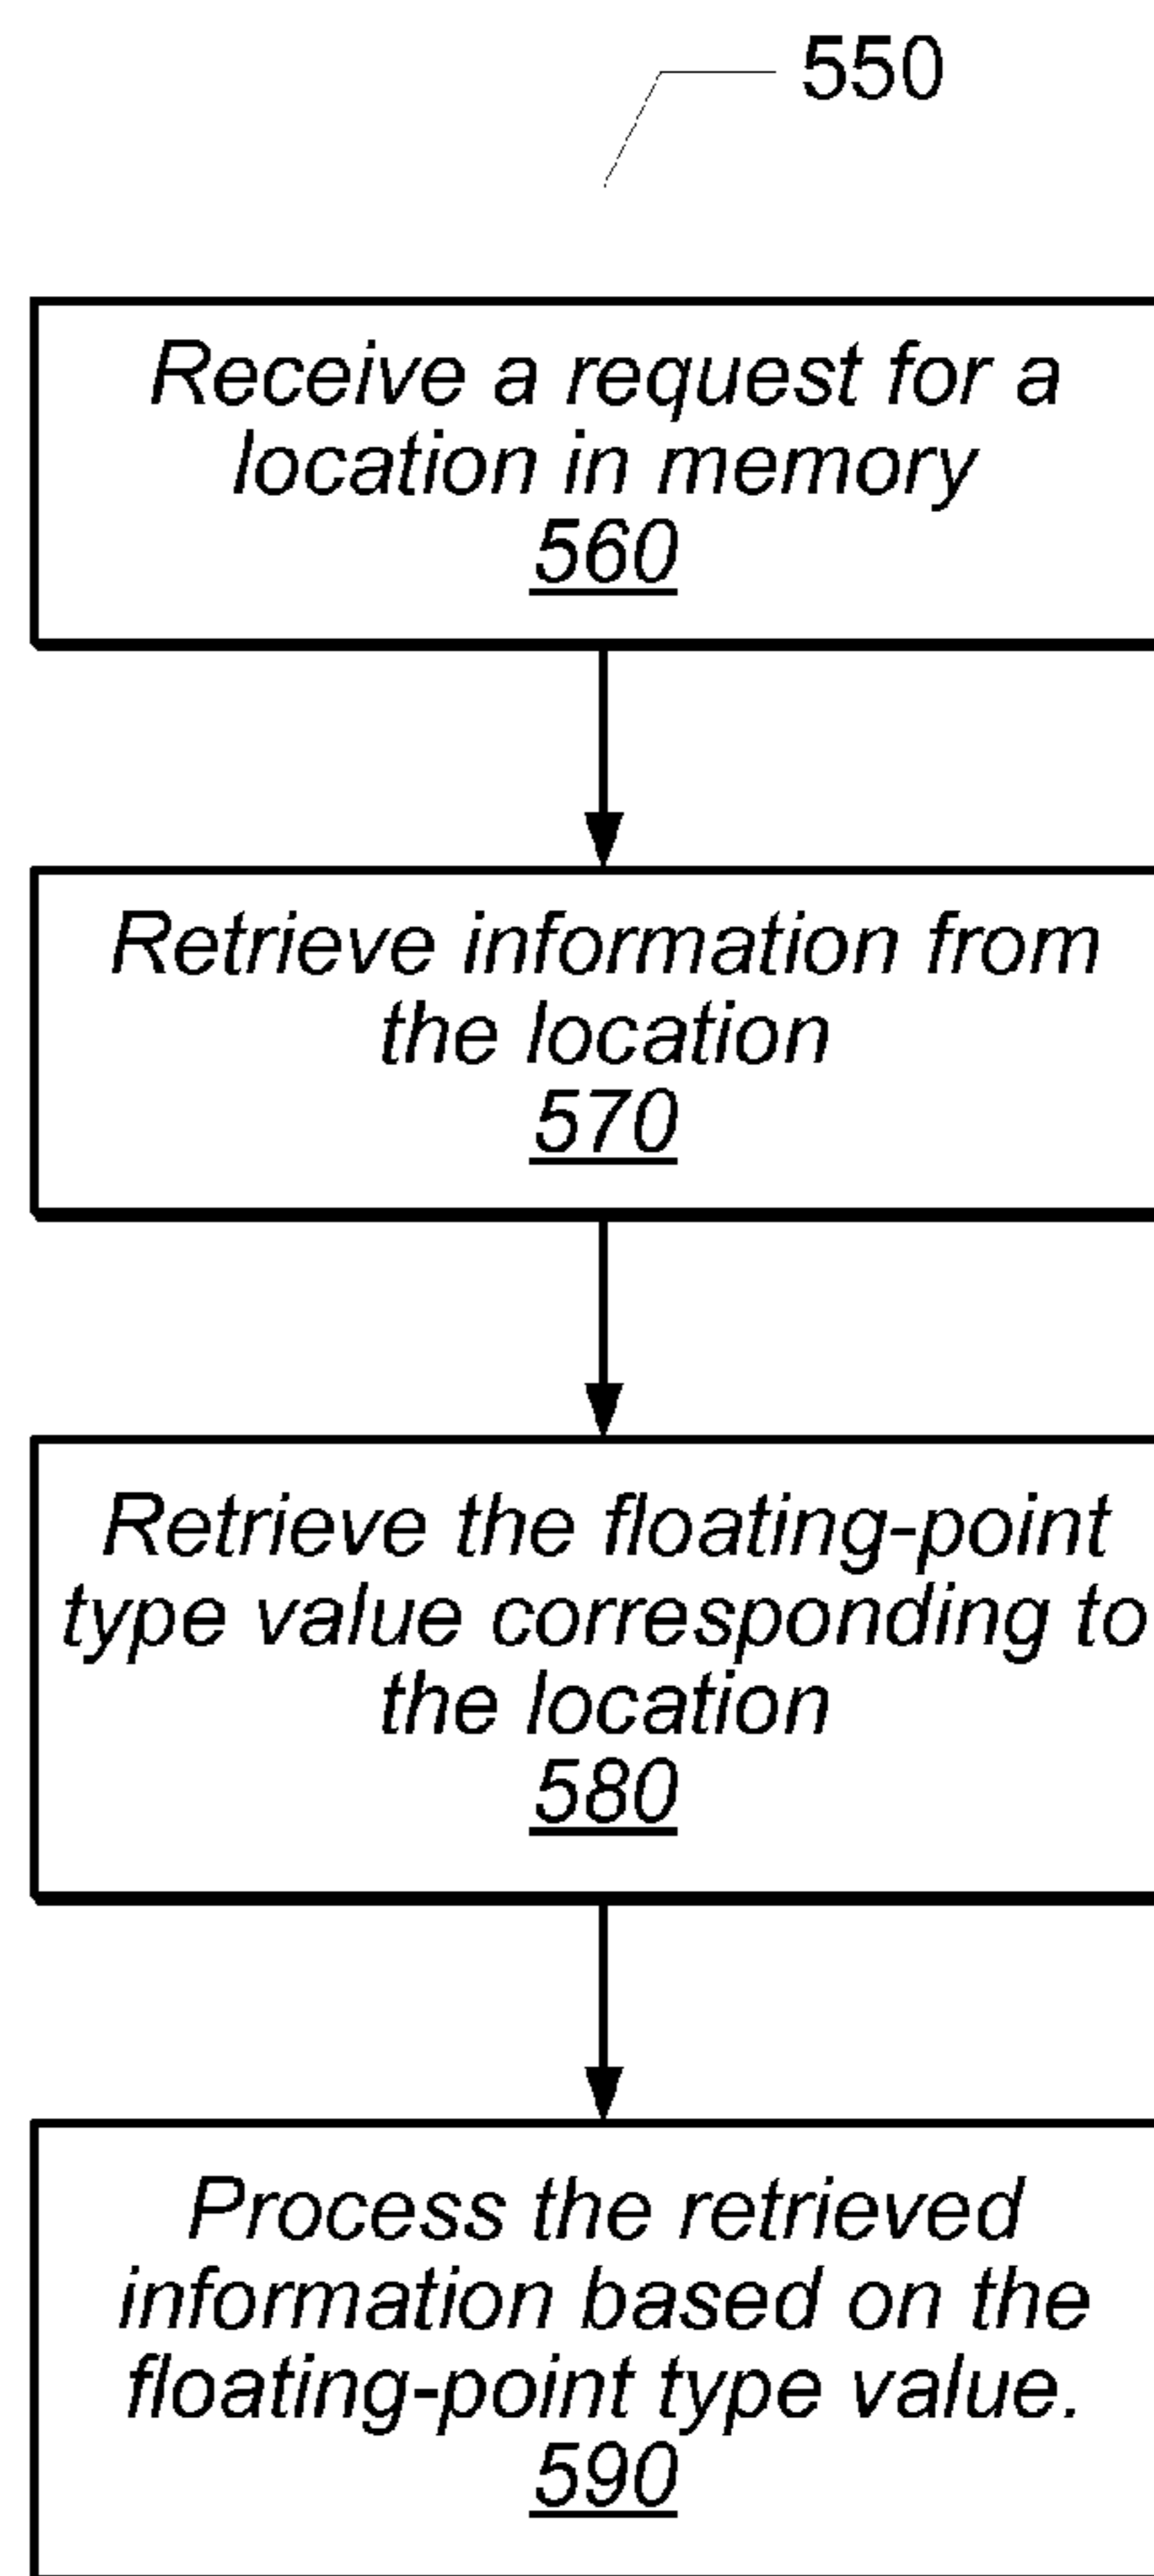 550
Receive a request for a
location in memory
560
Retrieve information from
the location
570
Retrieve the floating-point
type value corresponding to
the location
580
Process the retrieved
information based on the
floating-point type value.
590